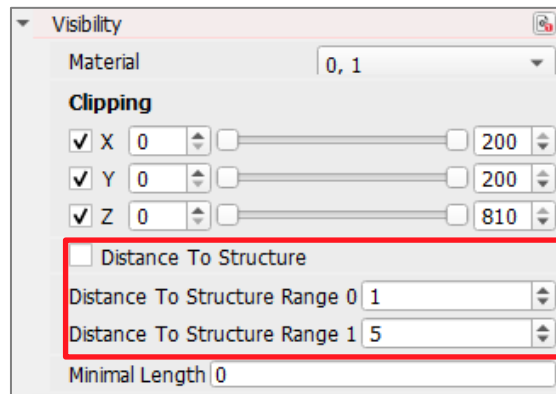 Visibility
Material 0, 1
Clipping
X 0 200
Y 0 200
Z 0 810
Distance To Structure
Distance To Structure Range 0 1
Distance To Structure Range 1 5
Minimal Length 0